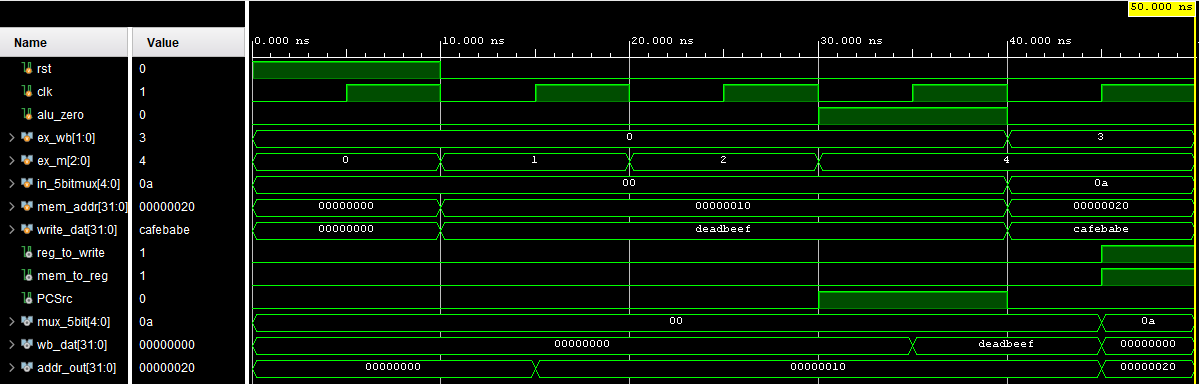 50.000 ns
Name Value 0.000 ns 10.000 ns 20.000 ns 30.000 ns 40.000 ns
rst 0
clk 1
alu_zero 0
ex_wb[1:0] 3 0 3
ex_m[2:0] 4 0 1 2 4
in_5bitmux[4:0] 0a 00 0a
mem_addr[31:0] 00000020 00000000 00000010 00000020
write_dat[31:0] cafebabe 00000000 deadbeef cafebabe
reg_to_write 1
mem_to_reg 1
PCSrc 0
mux_5bit[4:0] 0a 00 0a
wb_dat[31:0] 00000000 00000000 deadbeef 00000000
addr_out[31:0] 00000020 00000000 00000010 00000020